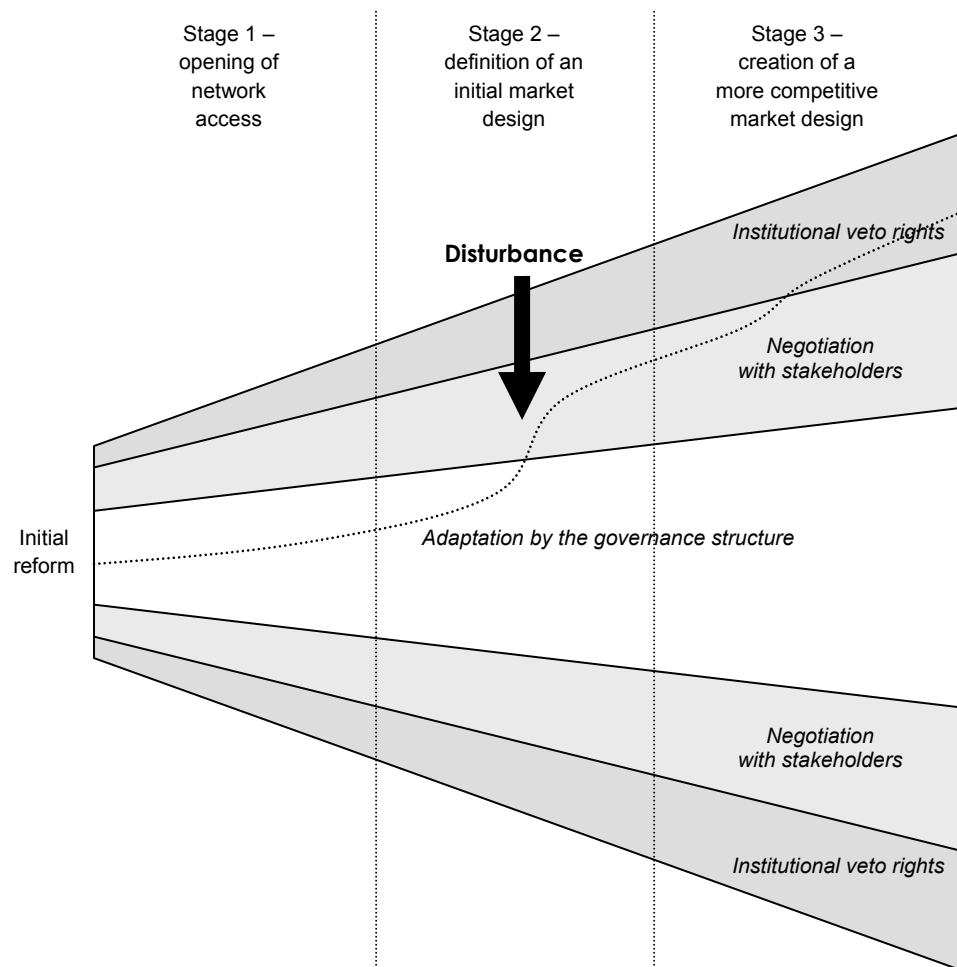 Stage 1 –
opening of
network
access
Stage 2 –
definition of an
initial market
design
Stage 3 –
creation of a
more competitive
market design
Institutional veto rights
Disturbance
Negotiation
with stakeholders
Initial
reform
Adaptation by the governance structure
Negotiation
with stakeholders
Institutional veto rights